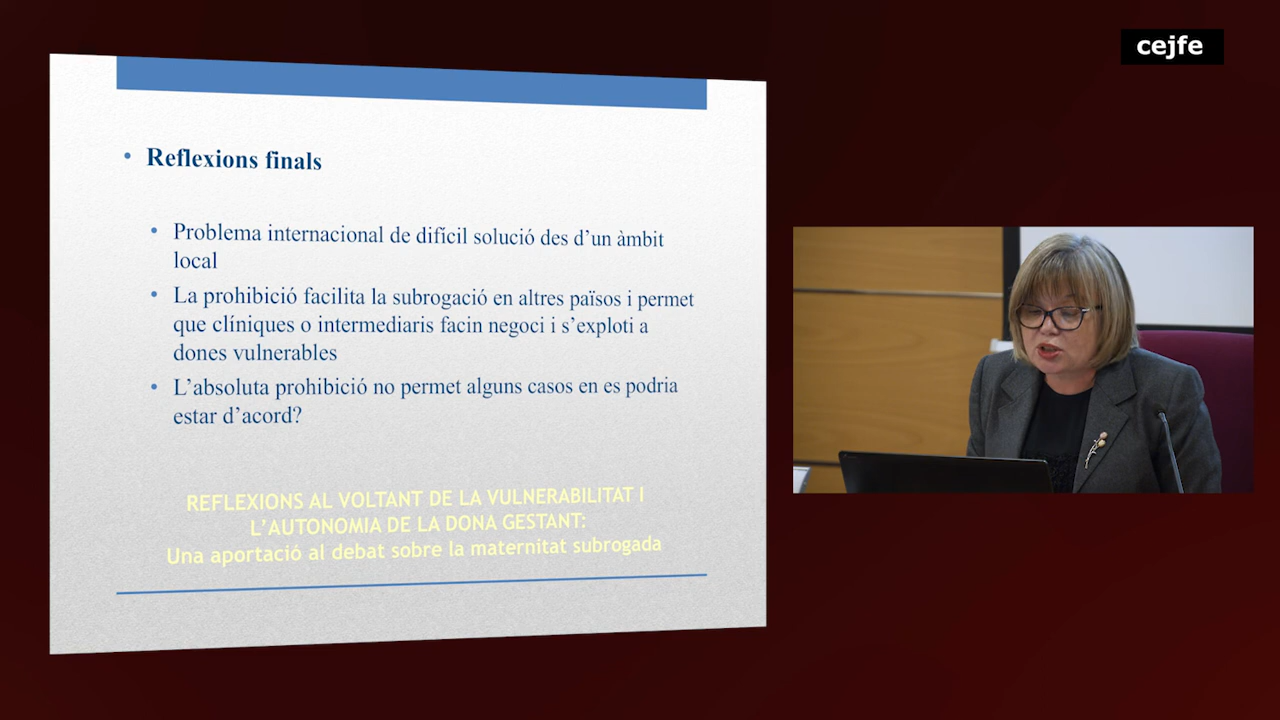 cejfe
Reflexions finals
Problema internacional de difícil solució des d'un àmbit
local
La prohibició facilita la subrogació en altres països i permet
que clíniques o intermediaris facin negoci i s'exploti a
dones vulnerables
L'absoluta prohibició no permet alguns casos en es podria
estar d'acord?
REFLEXIONS AL VOLTANT DE LA VULNERABILITAT I
L'AUTONOMIA DE LA DONA GESTANT:
Una aportació al debat sobre la maternitat subrogada